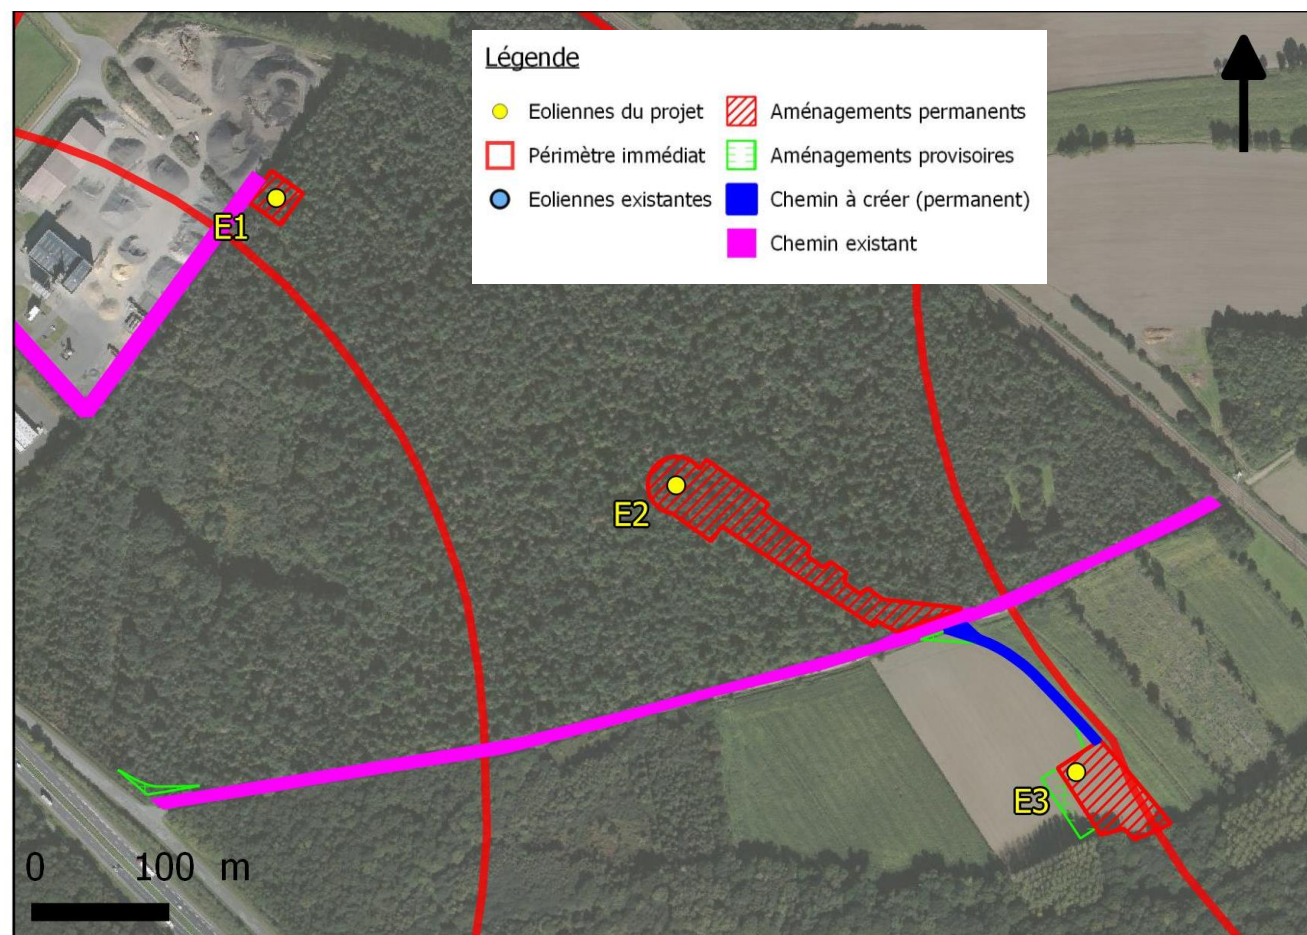 Légende
Eoliennes du projet
Périmètre immédiat
Eoliennes existantes
Aménagements permanents
Aménagements provisoires
Chemin à créer (permanent)
Chemin existant
E1
E2
E3
0 100 m